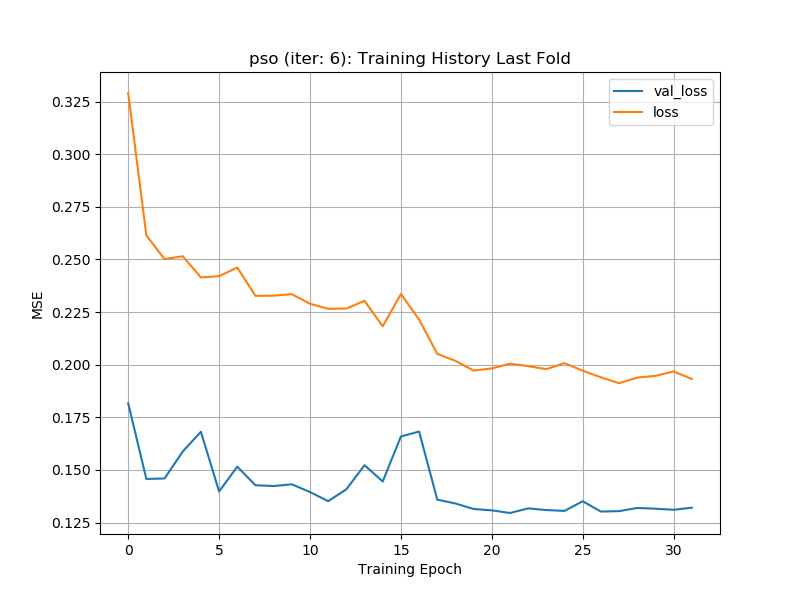 pso (iter: 6): Training History Last Fold
val_loss
loss
MSE
0.325
0.300
0.275
0.250
0.225
0.200
0.175
0.150
0.125
0 5 10 15 20 25 30
Training Epoch